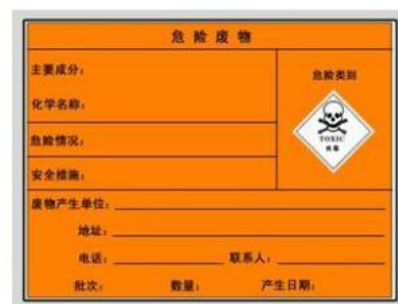 危险废物
主要成分：
危险类别
化学名称：
TOXIC
有毒
危险情况：
安全措施：
废物产生单位：
地址：
电话： 联系人：
批次： 数量： 产生日期：